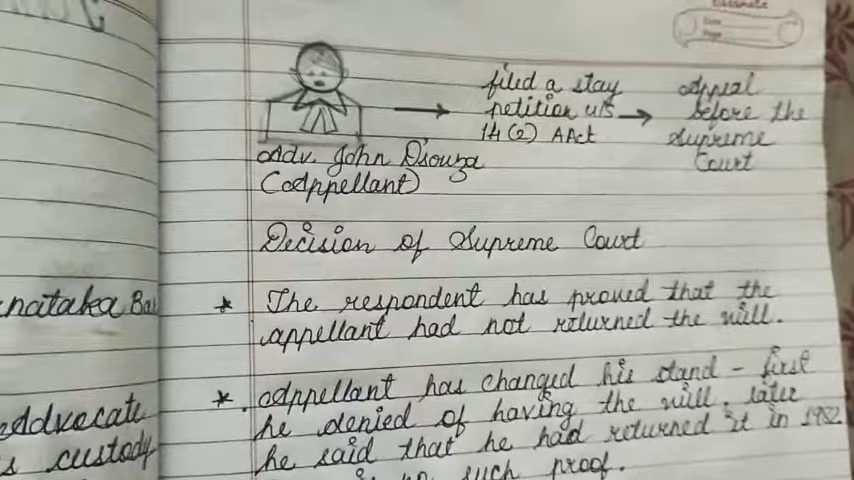 Date
Page
filed a stay
petition u/s
14 (2) AAct
appeal
before the
Supreme
Court
Adv. John D'souza
(Appellant)
Decision of Supreme Court
nataka Ba
* The respondent has proved that the
appellant had not returned the will.
* Appellant has changed his stand - first
he denied of having the will, later
he said that he had returned it in 1982
such proof.
Advocate
s custody